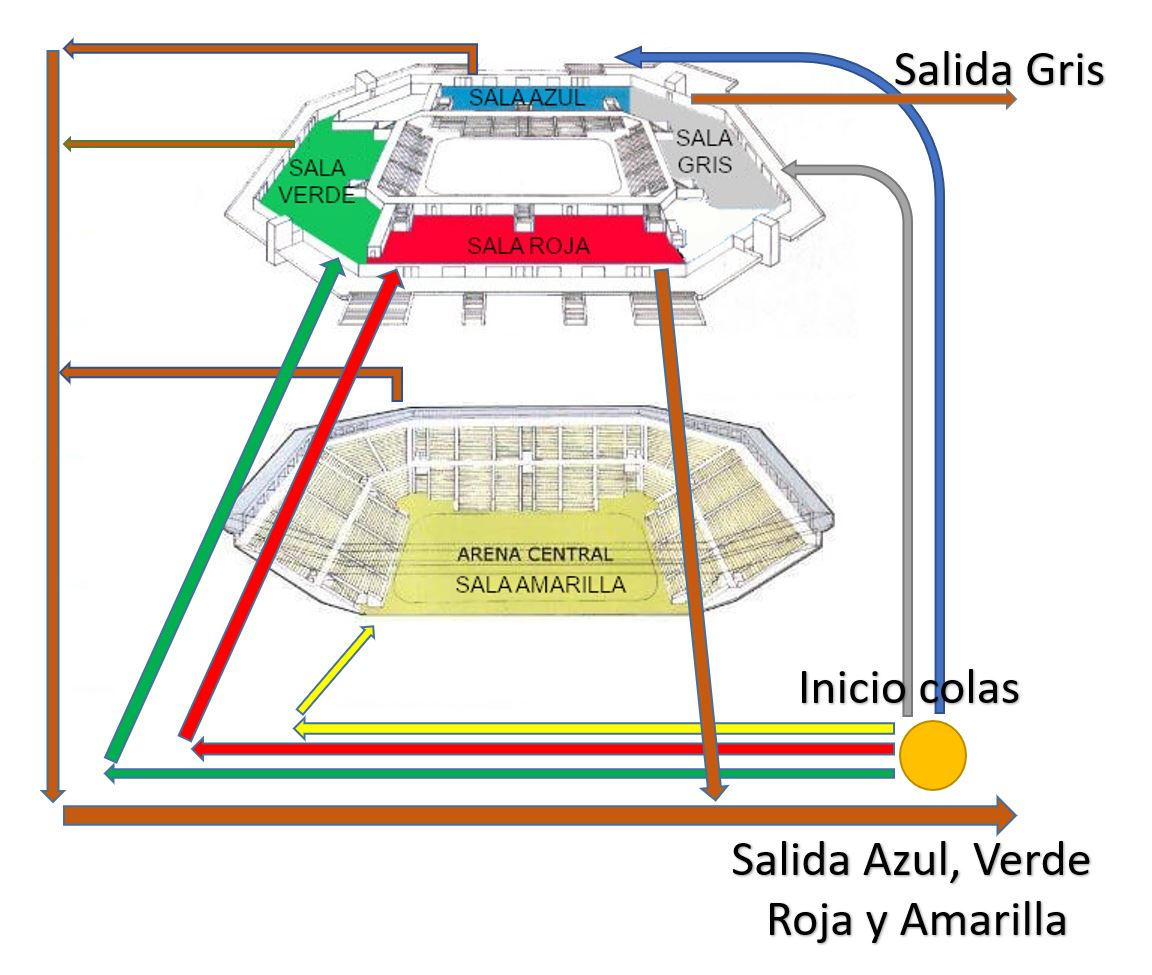 Salida Gris
SALA AZUL
SALA
GRIS
SALA
VERDE
SALA ROJA
ARENA CENTRAL
SALA AMARILLA
Inicio colas
Salida Azul, Verde
Roja y Amarilla